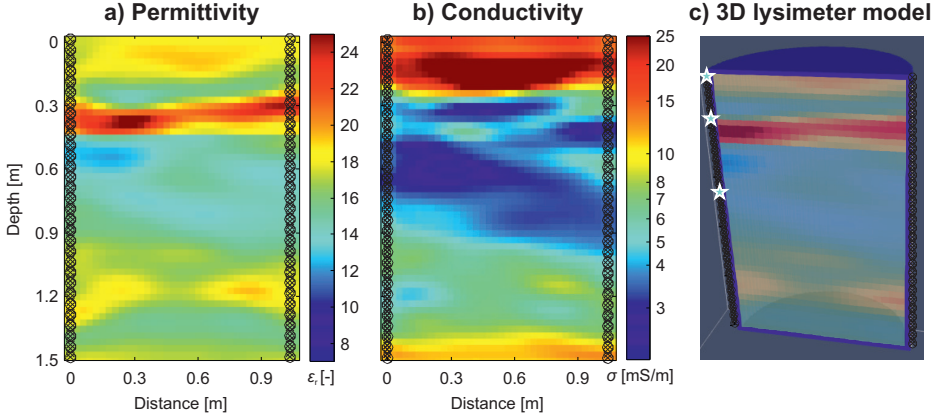 a) Permittivity
b) Conductivity
c) 3D lysimeter model
Depth [m]
0
0.3
0.6
0.9
1.2
1.5
0 0.3 0.6 0.9
Distance [m]
24
22
20
18
16
14
12
10
8
εr [-]
0 0.3 0.6 0.9
Distance [m]
25
20
15
10
7
6
5
4
3
σ [mS/m]